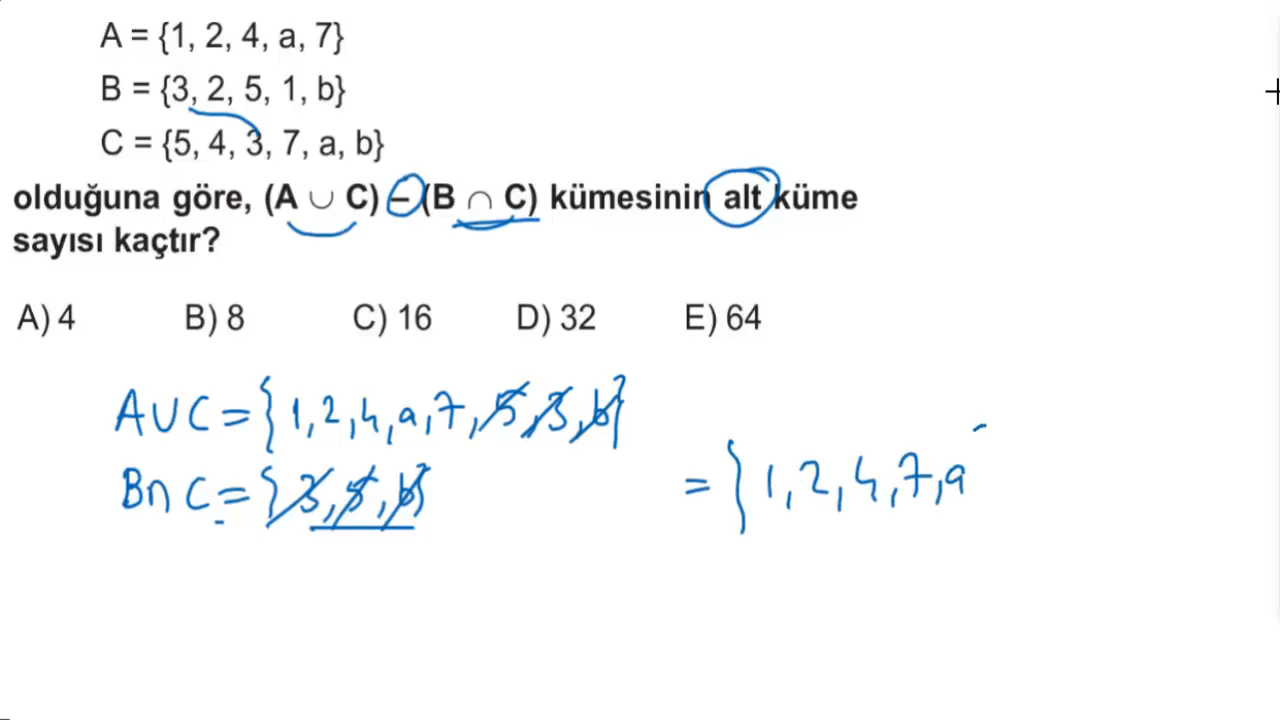 A = {1, 2, 4, a, 7}
B = {3, 2, 5, 1, b}
C = {5, 4, 3, 7, a, b}
olduğuna göre, (A ∪ C) – (B ∩ C) kümesinin alt küme
sayısı kaçtır?
A) 4 B) 8 C) 16 D) 32 E) 64
A∪C = {1, 2, 4, a, 7, 5, 3, b}
B∩C = {3, 5, b}
= {1, 2, 4, 7, a